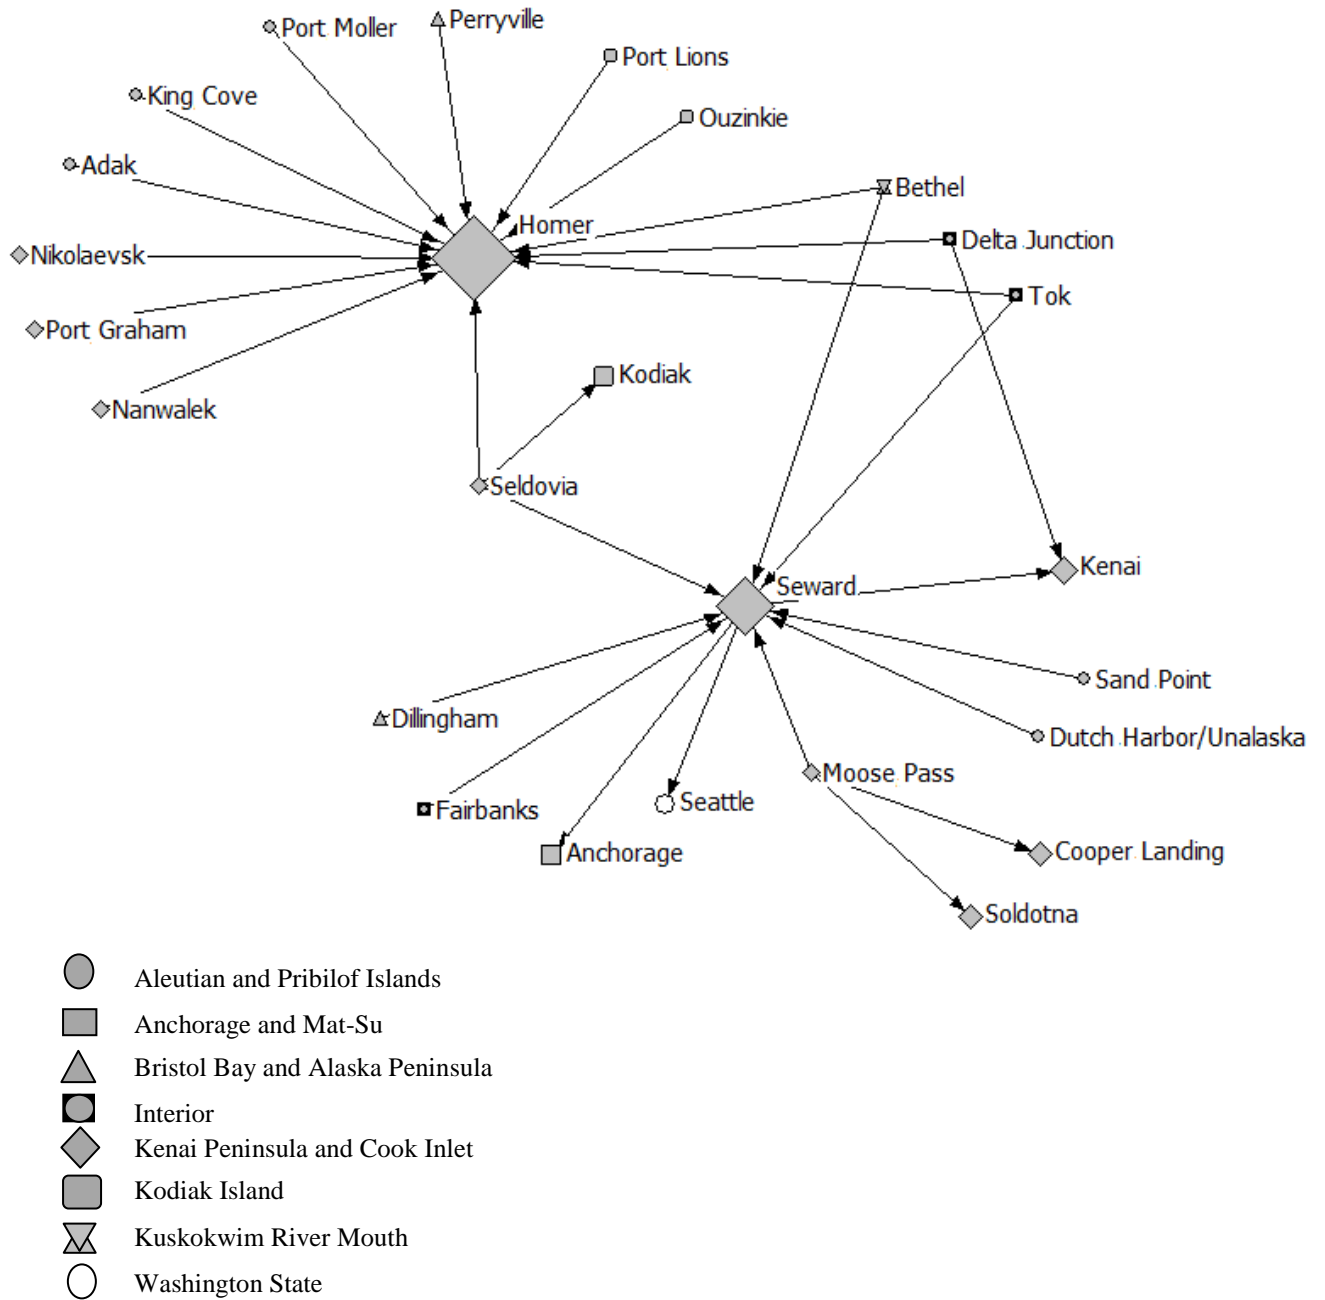 Perryville
Port Moller
Port Lions
King Cove
Ouzinkie
Adak
Bethel
Homer
Delta Junction
Nikolaevsk
Tok
Port Graham
Kodiak
Nanwalek
Seldovia
Kenai
Seward
Sand Point
Dillingham
Dutch Harbor/Unalaska
Moose Pass
Seattle
Fairbanks
Anchorage
Cooper Landing
Soldotna
Aleutian and Pribilof Islands
Anchorage and Mat-Su
Bristol Bay and Alaska Peninsula
Interior
Kenai Peninsula and Cook Inlet
Kodiak Island
Kuskokwim River Mouth
Washington State